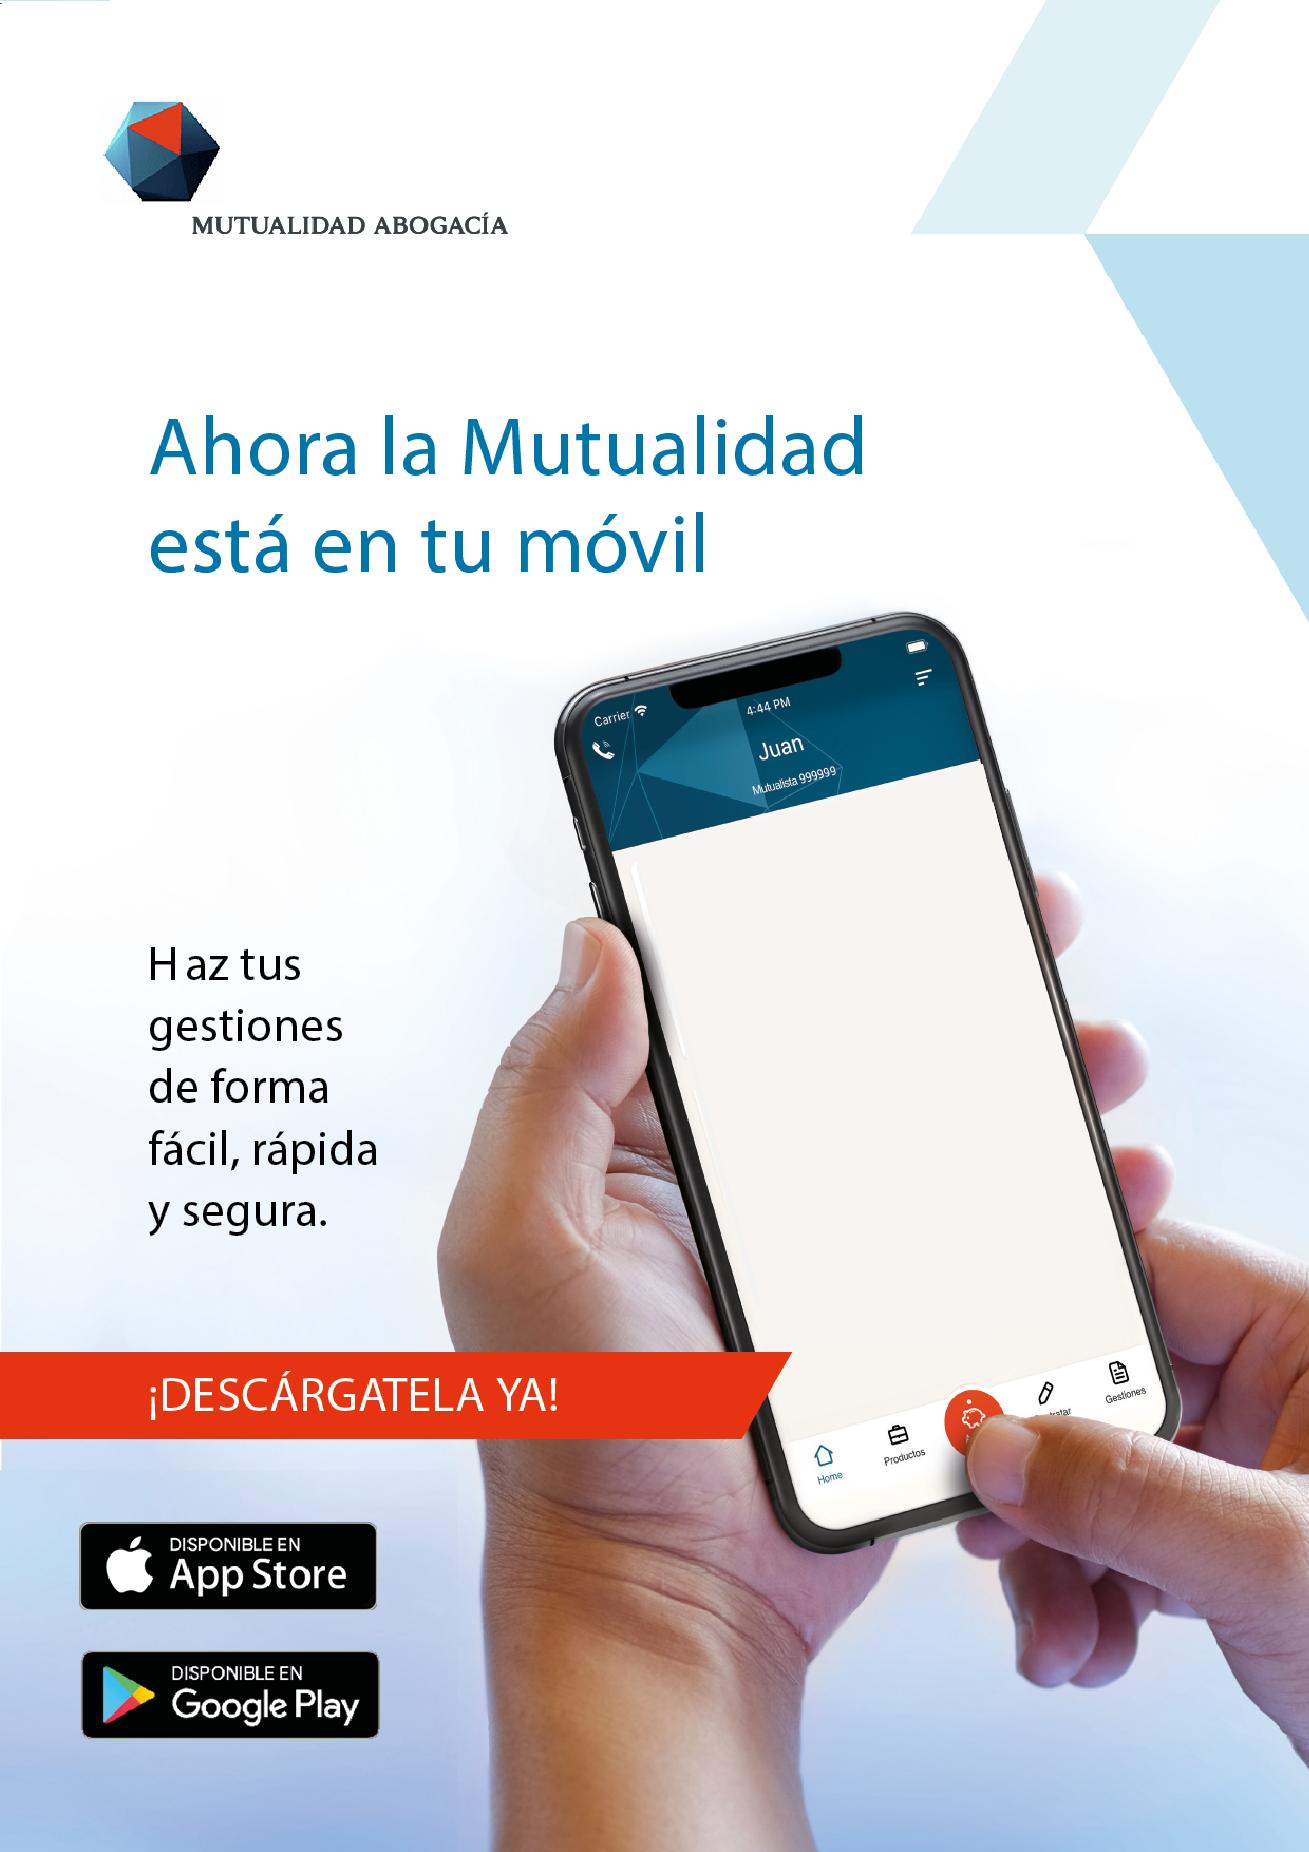 MUTUALIDAD ABOGACÍA
Ahora la Mutualidad
está en tu móvil
Carrier
4:44 PM
Juan
Mutualista 999999
Haz tus
gestiones
de forma
fácil, rápida
y segura.
¡DESCÁRGATELA YA!
Home
Productos
Gestiones
DISPONIBLE EN
App Store
DISPONIBLE EN
Google Play